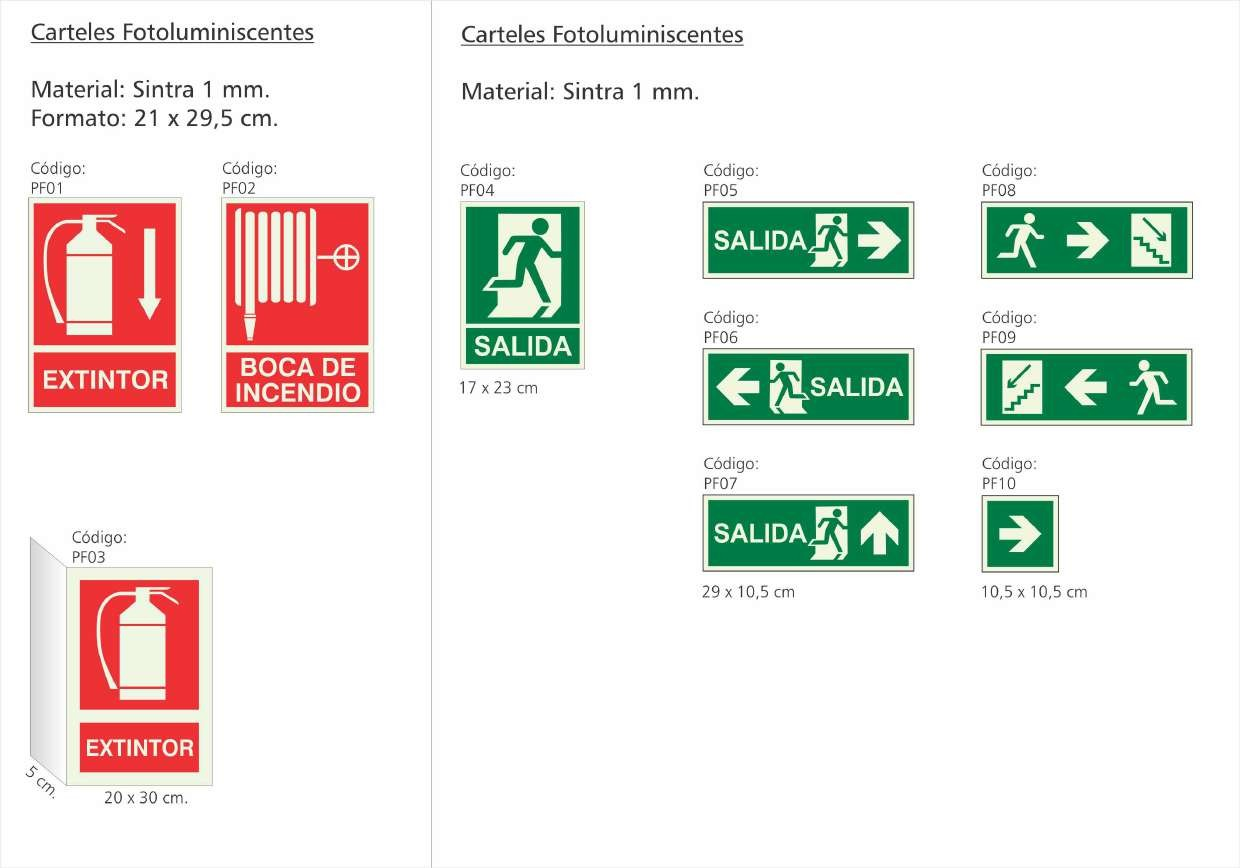 Carteles Fotoluminiscentes
Material: Sintra 1 mm.
Formato: 21 x 29,5 cm.
Código:
PF01
EXTINTOR
Código:
PF02
BOCA DE
INCENDIO
Código:
PF03
EXTINTOR
5 cm.
20 x 30 cm.
Carteles Fotoluminiscentes
Material: Sintra 1 mm.
Código:
PF04
SALIDA
17 x 23 cm
Código:
PF05
SALIDA
Código:
PF06
SALIDA
Código:
PF07
SALIDA
29 x 10,5 cm
Código:
PF08
Código:
PF09
Código:
PF10
10,5 x 10,5 cm